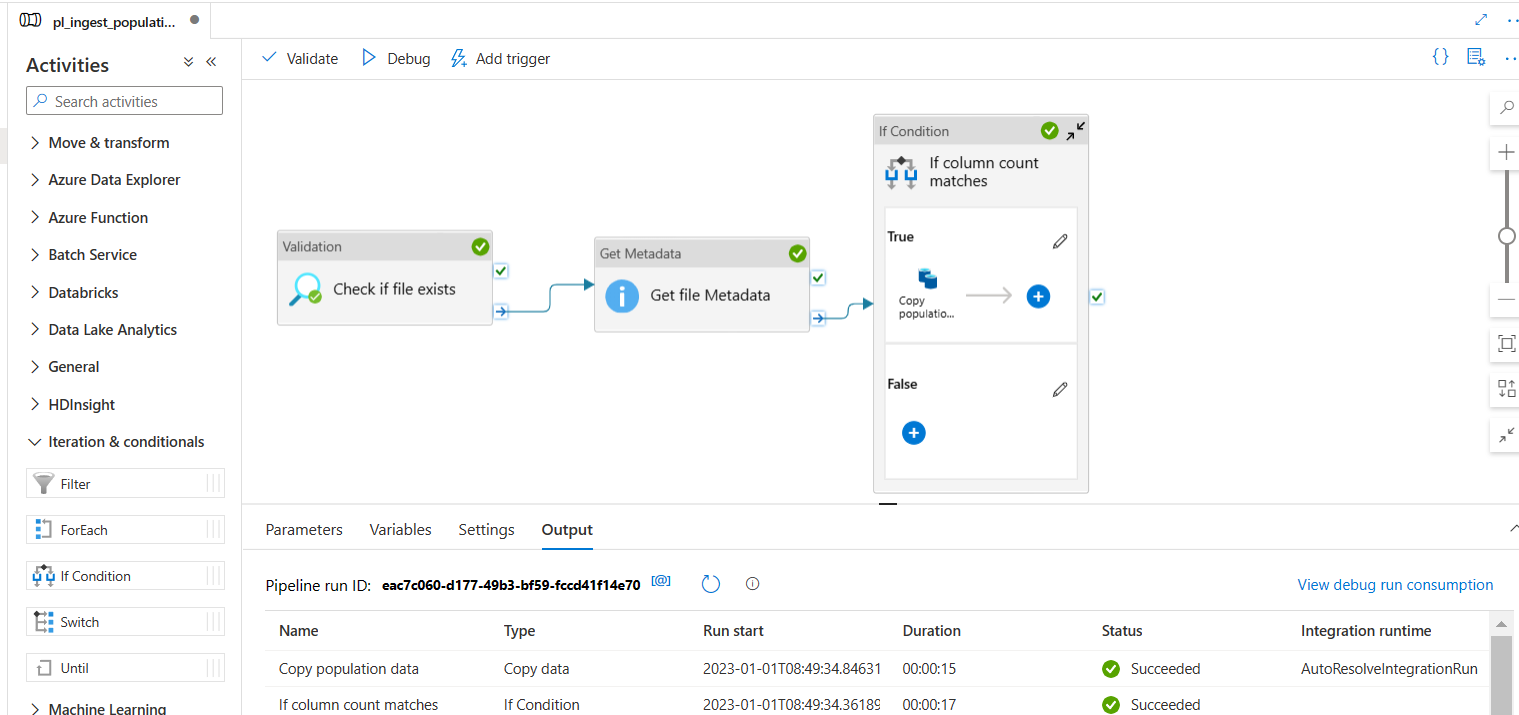 pl_ingest_populati...
Activities
Search activities
Move & transform
Azure Data Explorer
Azure Function
Batch Service
Databricks
Data Lake Analytics
General
HDInsight
Iteration & conditionals
Filter
ForEach
If Condition
Switch
Until
Machine Learning
Validate Debug Add trigger
Validation
Check if file exists
Get Metadata
Get file Metadata
If Condition
If column count
matches
True
Copy
populatio...
False
Parameters Variables Settings Output
Pipeline run ID: eac7c060-d177-49b3-bf59-fccd41f14e70 [@]
View debug run consumption
Name Type Run start Duration Status Integration runtime
Copy population data Copy data 2023-01-01T08:49:34.84631 00:00:15 Succeeded AutoResolveIntegrationRun
If column count matches If Condition 2023-01-01T08:49:34.36189 00:00:17 Succeeded